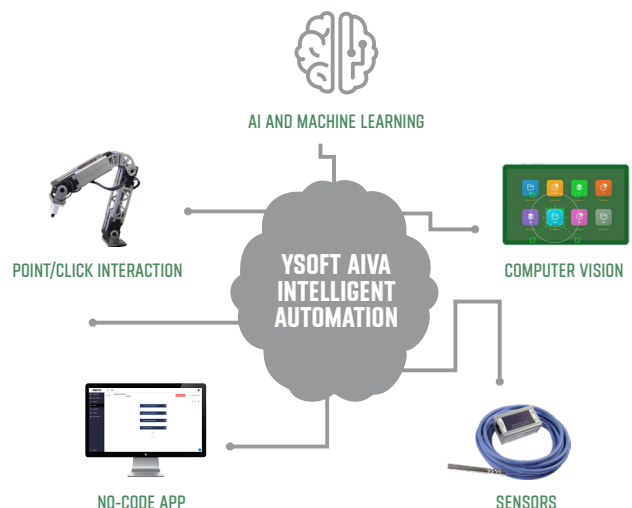 AI AND MACHINE LEARNING
POINT/CLICK INTERACTION
YSOFT AIVA
INTELLIGENT
AUTOMATION
COMPUTER VISION
NO-CODE APP
SENSORS